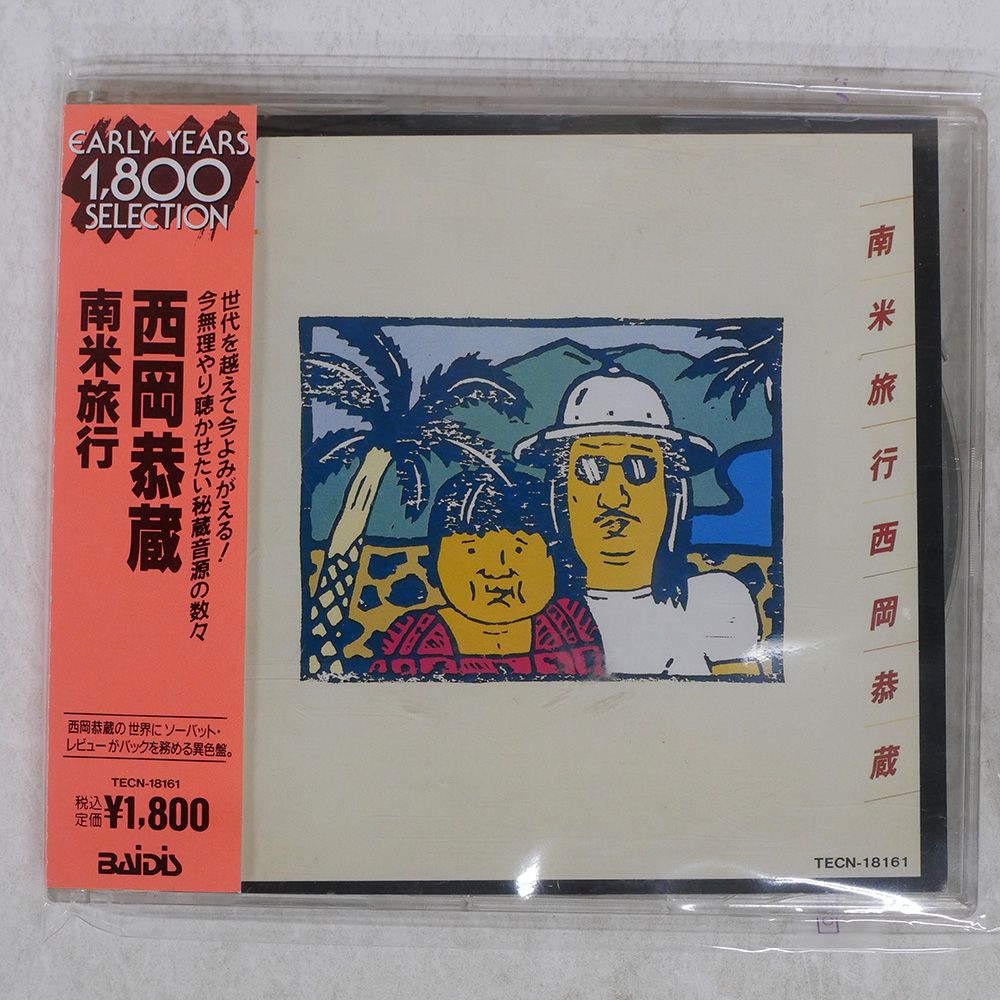 EARLY YEARS
1,800
SELECTION
世代を越えて今よみがえる!
今無理やり聴かせたい秘蔵音源の数々
西岡恭蔵
南米旅行
西岡恭蔵の世界にソーバット・
レビューがバックを務める異色盤。
TECN-18161
税込
定価
¥1,800
BAIDIS
南米旅行西岡恭蔵
TECN-18161